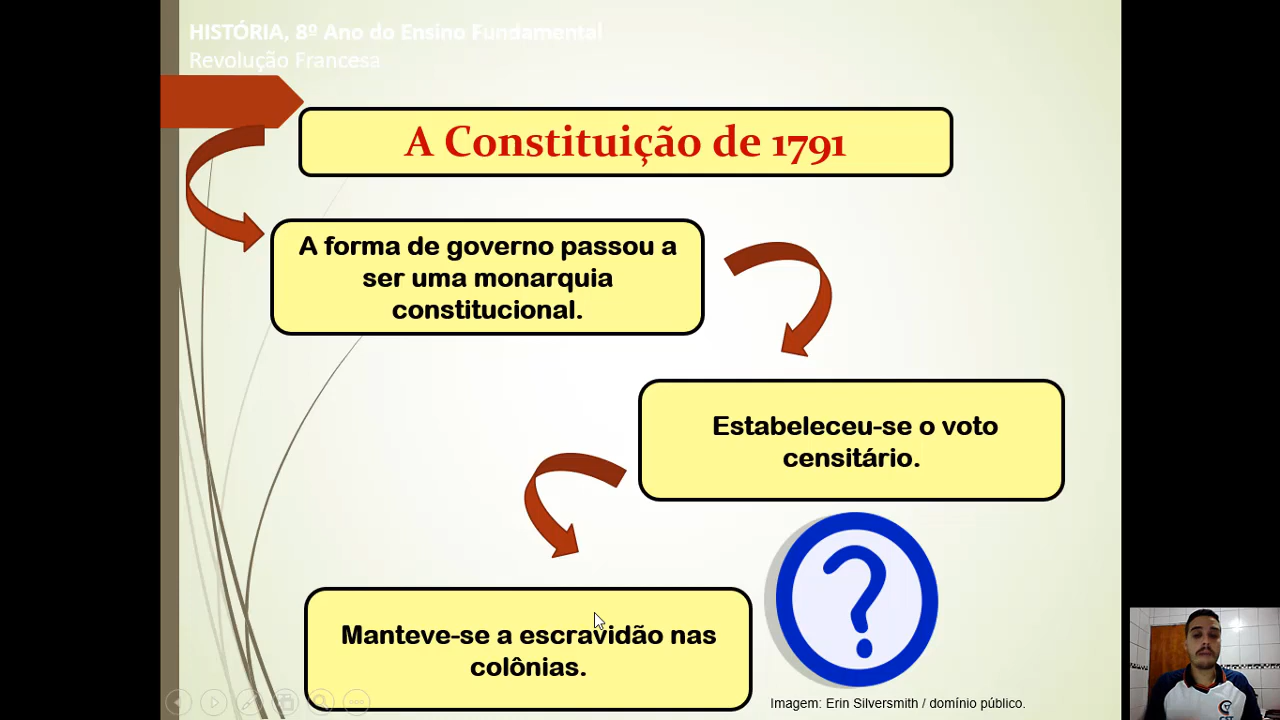 HISTÓRIA, 8º Ano do Ensino Fundamental
Revolução Francesa
A Constituição de 1791
A forma de governo passou a
ser uma monarquia
constitucional.
Estabeleceu-se o voto
censitário.
Manteve-se a escravidão nas
colônias.
Imagem: Erin Silversmith / domínio público.